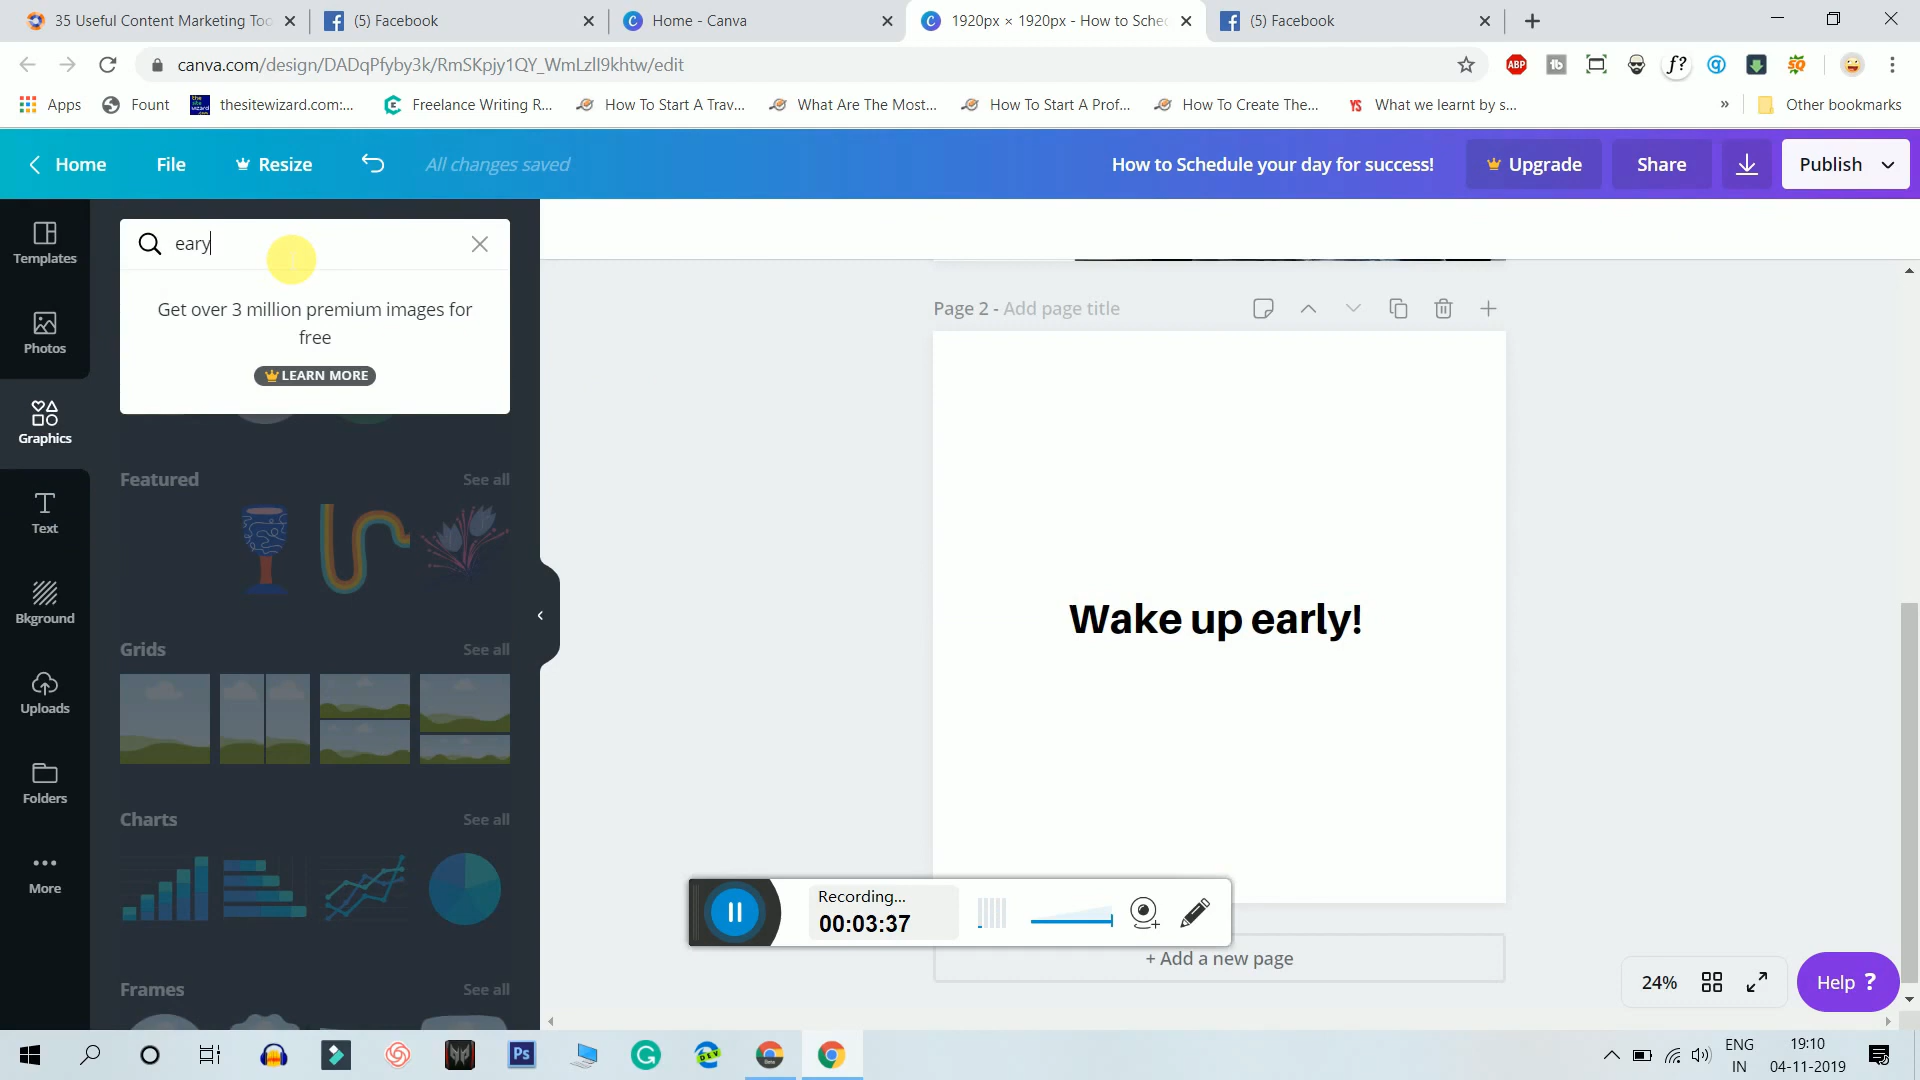 35 Useful Content Marketing Too
(5) Facebook
Home - Canva
1920px × 1920px - How to Sche
(5) Facebook
canva.com/design/DADqPfyby3k/RmSKpjy1QY_WmLzlI9khtw/edit
ABP
f?
Apps
Fount
thesitewizard.com:...
Freelance Writing R...
How To Start A Trav...
What Are The Most...
How To Start A Prof...
How To Create The...
YS
What we learnt by s...
»
Other bookmarks
Home
File
Resize
All changes saved
How to Schedule your day for success!
Upgrade
Share
Publish
Templates
Photos
Graphics
Text
Bkground
Uploads
Folders
More
eary
Get over 3 million premium images for
free
LEARN MORE
Featured
See all
Grids
See all
Charts
See all
Frames
See all
Page 2 - Add page title
Wake up early!
Recording...
00:03:37
+ Add a new page
24%
Help ?
Ps
DEV
ENG
IN
19:10
04-11-2019